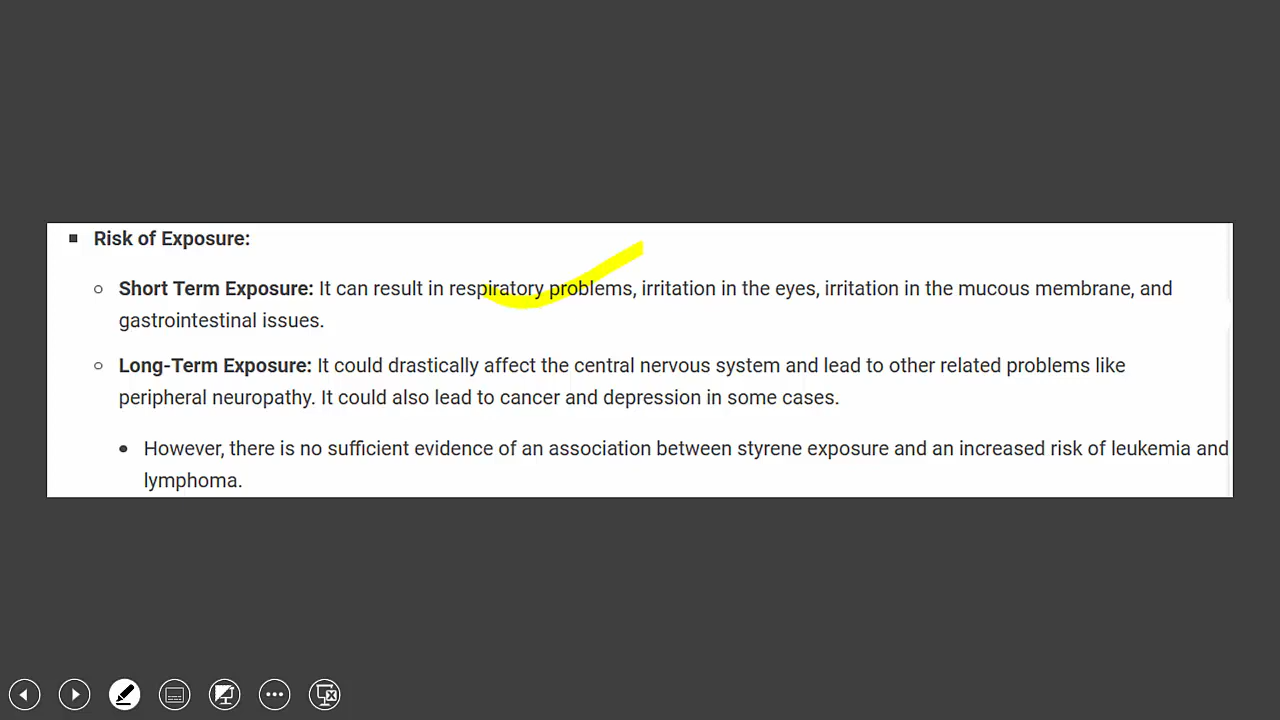 Risk of Exposure:
Short Term Exposure: It can result in respiratory problems, irritation in the eyes, irritation in the mucous membrane, and
gastrointestinal issues.
Long-Term Exposure: It could drastically affect the central nervous system and lead to other related problems like
peripheral neuropathy. It could also lead to cancer and depression in some cases.
However, there is no sufficient evidence of an association between styrene exposure and an increased risk of leukemia and
lymphoma.